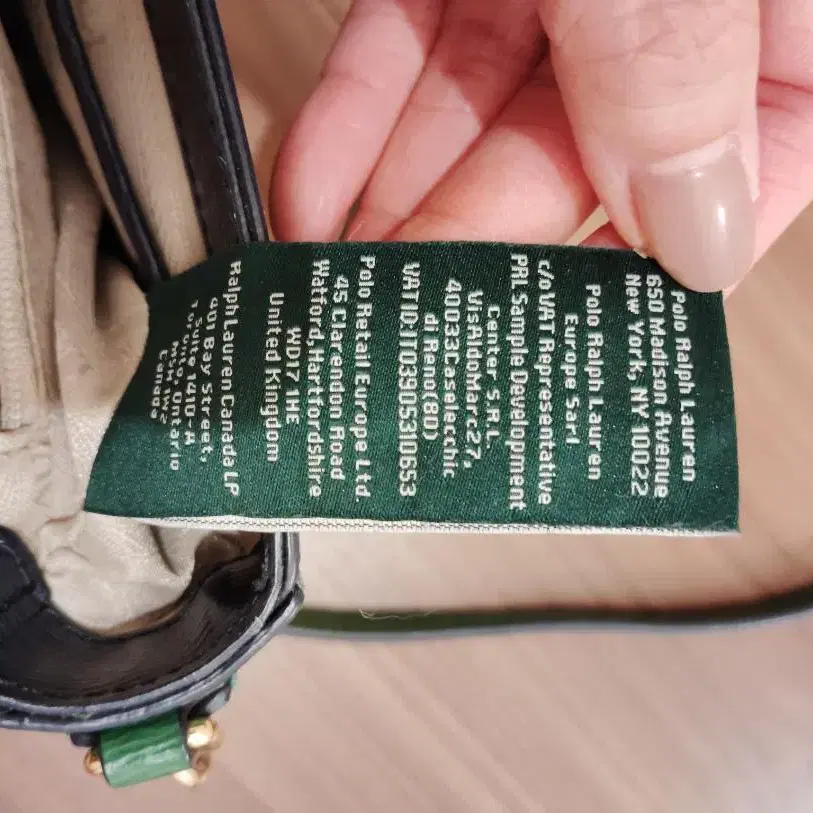 Polo Ralph Lauren
650 Madison Avenue
New York, NY 10022
Polo Ralph Lauren
Europe Sarl
c/o VAT Representative
PRL Sample Development
Center S.R.L.
Via Aldo Moro 27,
40033 Casalecchio
di Reno (BO)
VAT ID: IT03905310653
Polo Retail Europe Ltd.
45 Clarendon Road
Watford, Hartfordshire
WD17 1HE
United Kingdom
Ralph Lauren Canada LP
401 Bay Street,
Suite 1410-A
Toronto, Ontario
Canada